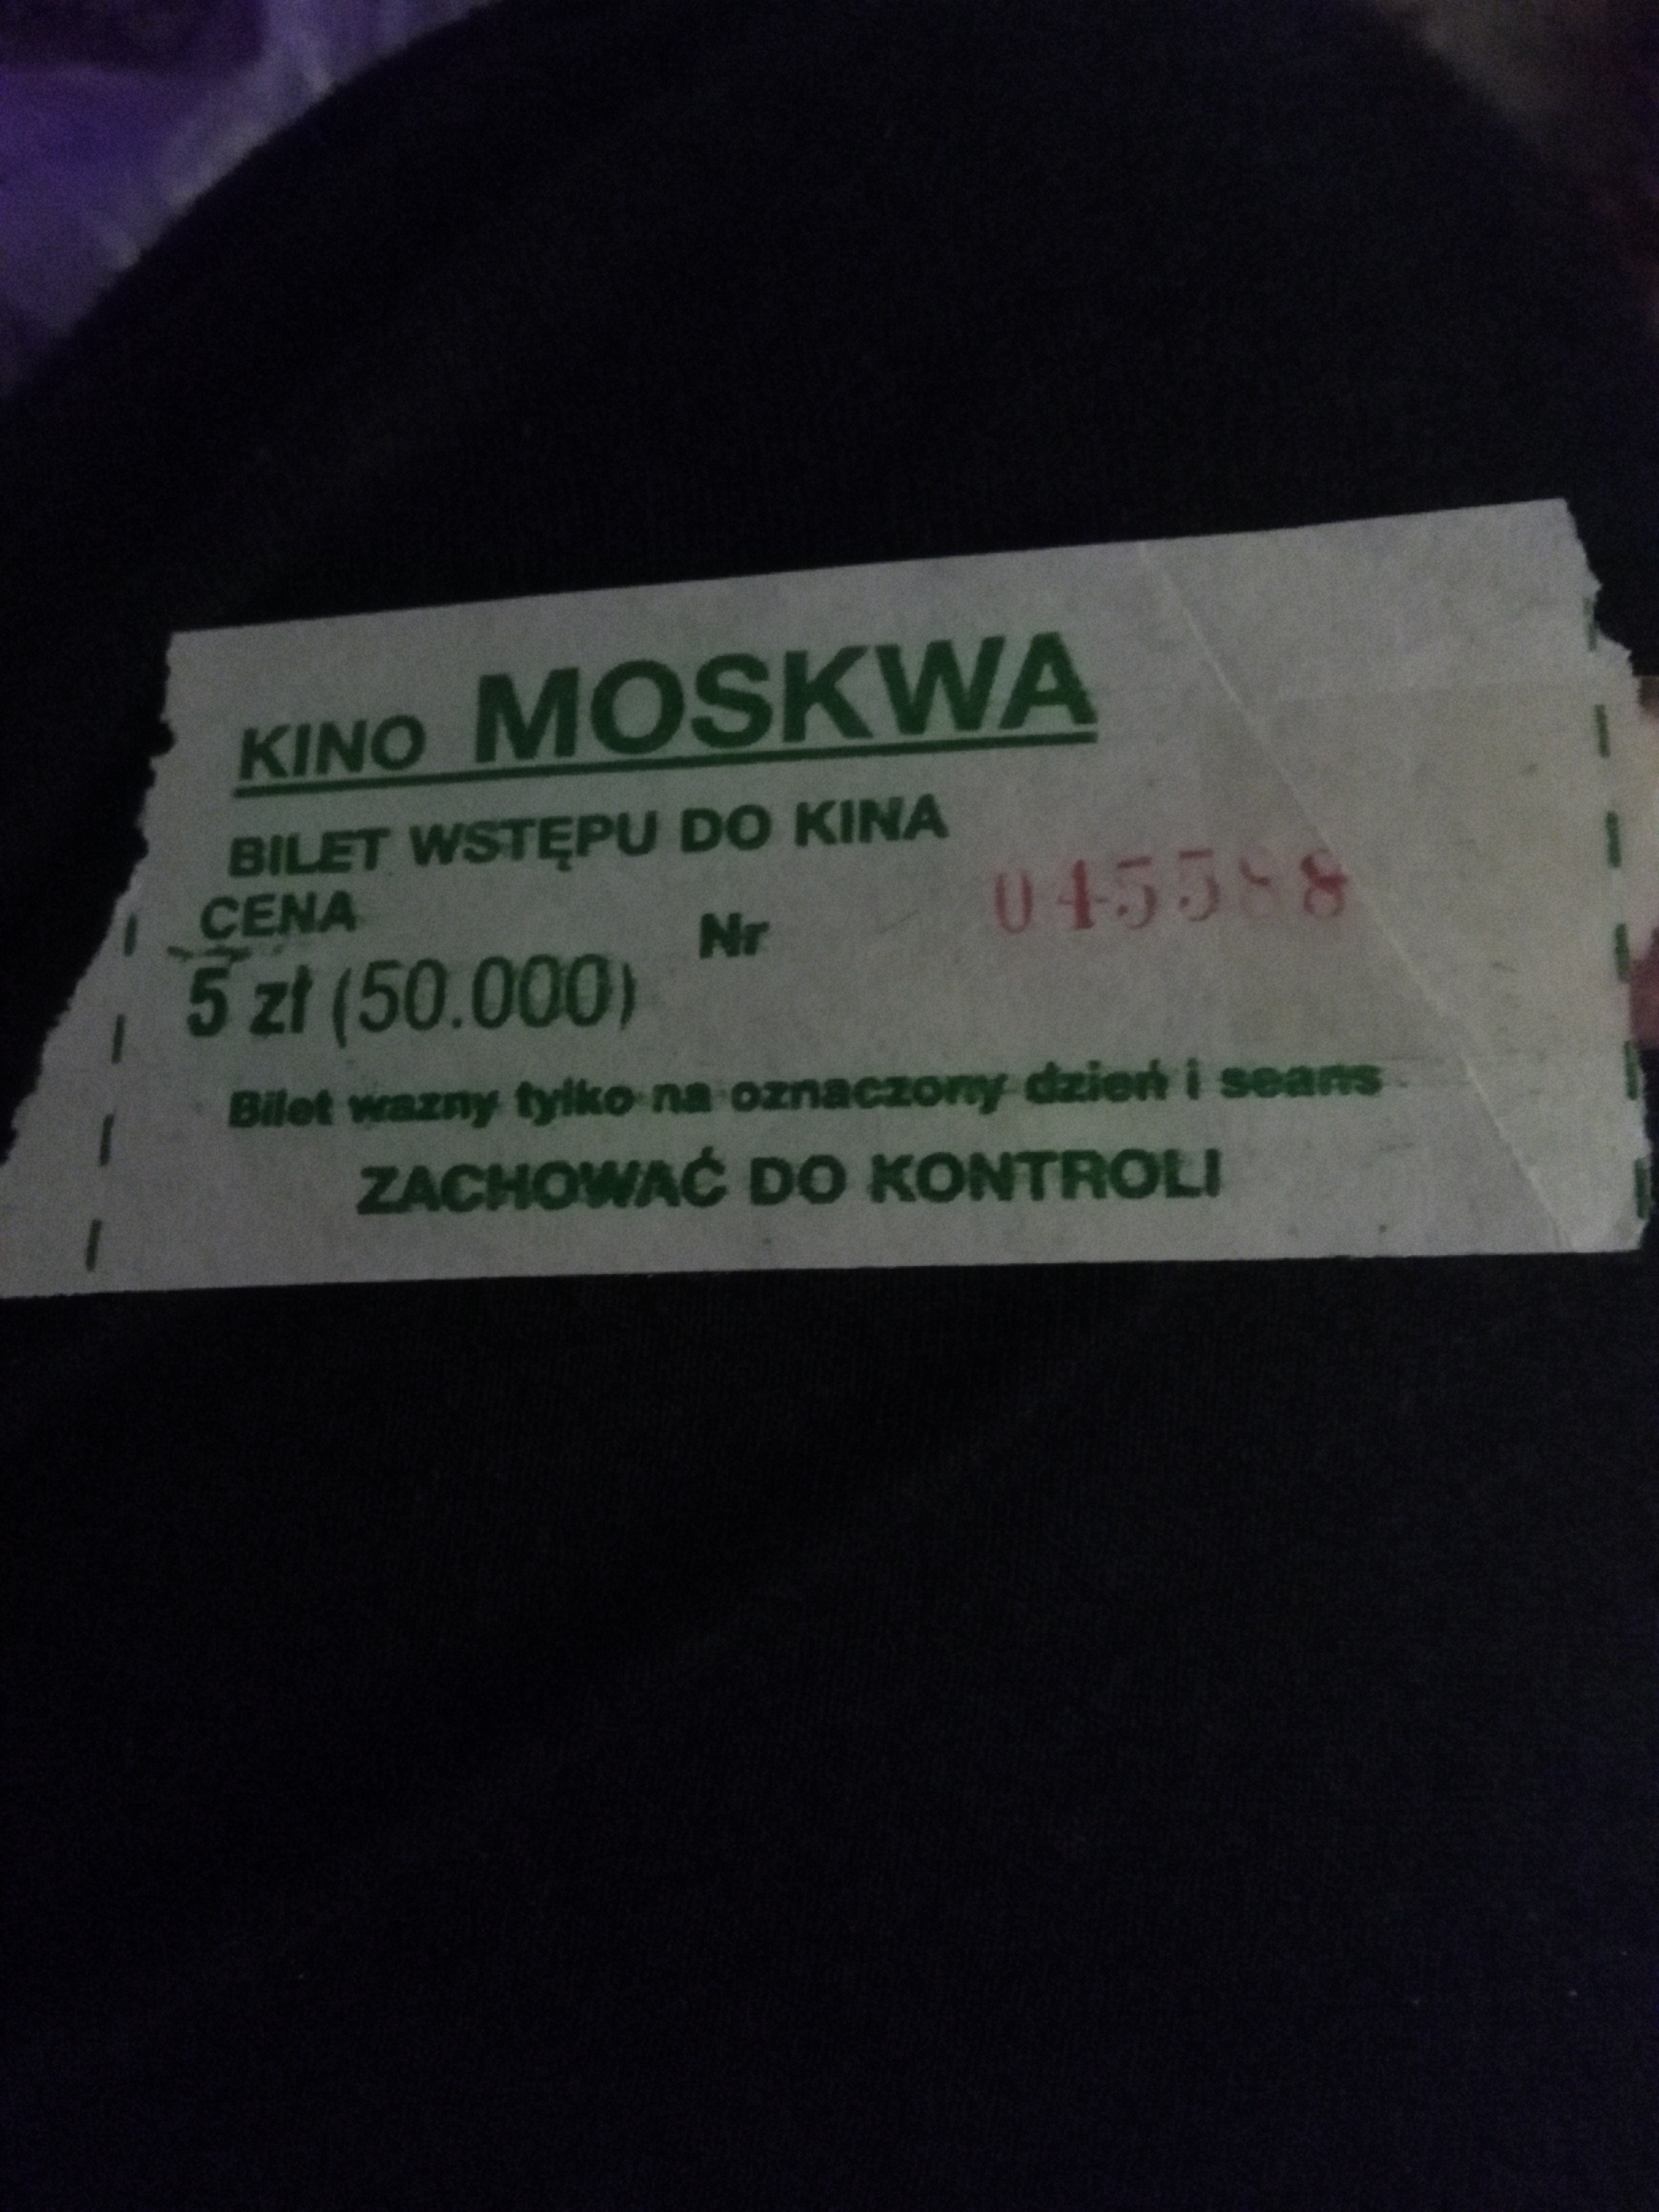 KINO MOSKWA
BILET WSTĘPU DO KINA
CENA
Nr 045588
5 zł (50.000)
Bilet wazny tylko na oznaczony dzień i seans
ZACHOWAĆ DO KONTROLI